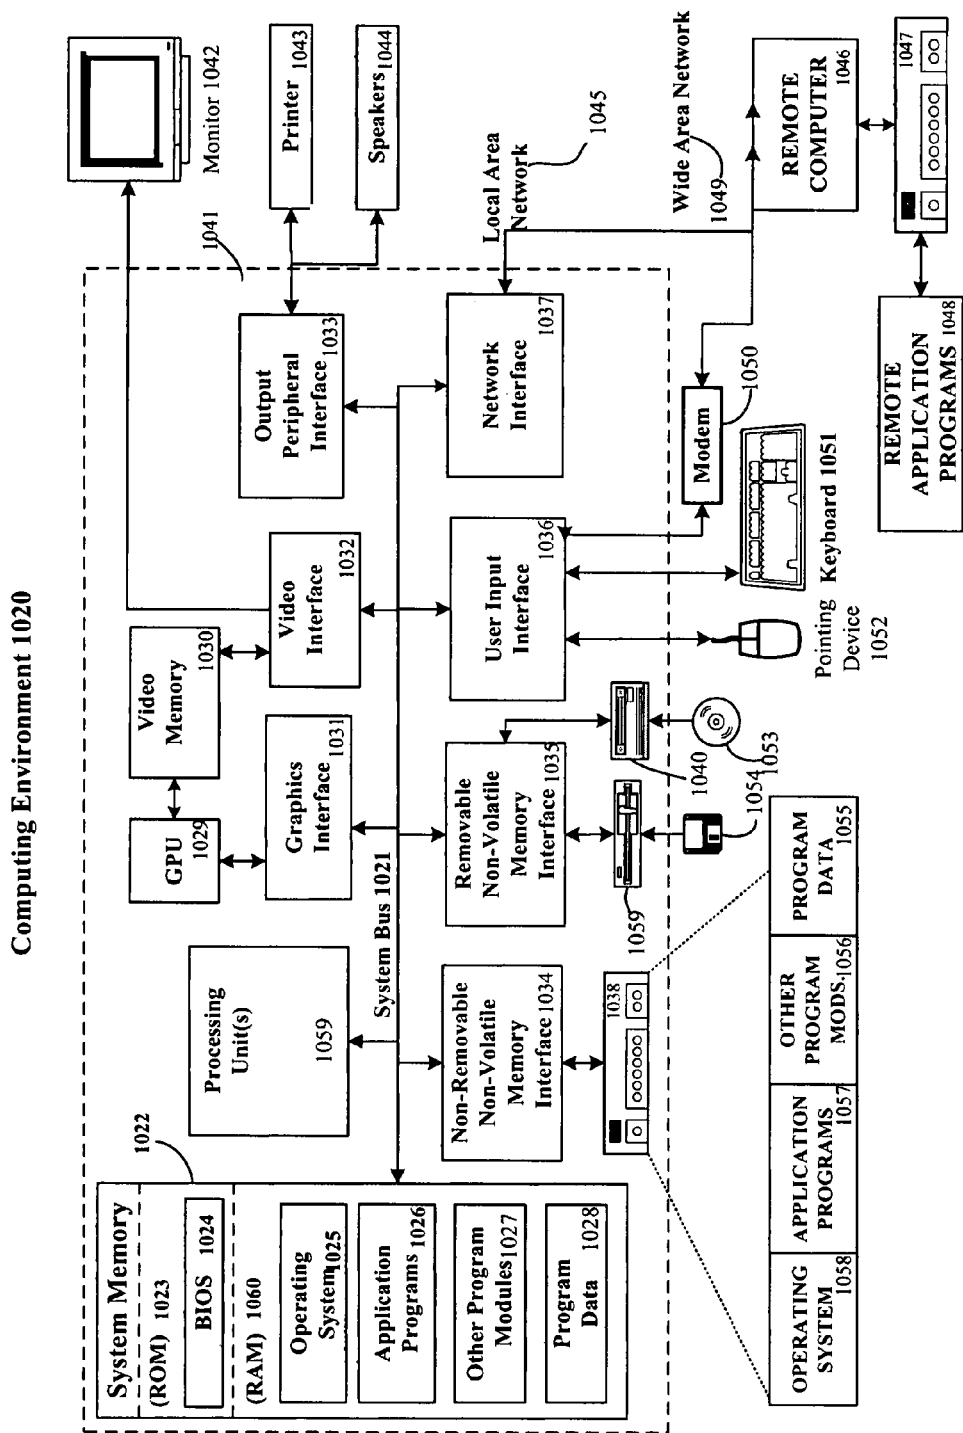 Computing Environment 1020
System Memory
(ROM) 1023
BIOS 1024
(RAM) 1060
Operating
System 1025
Application
Programs 1026
Other Program
Modules 1027
Program
Data 1028
1022
Processing
Unit(s)
1059
System Bus 1021
GPU
1029
Video
Memory
1030
Graphics
Interface
1031
Video
Interface
1032
Output
Peripheral
Interface
1033
1041
Monitor 1042
Printer
1043
Speakers
1044
Non-Removable
Non-Volatile
Memory
Interface 1034
Removable
Non-Volatile
Memory
Interface 1035
User Input
Interface
1036
Network
Interface
1037
Local Area
Network
1045
Wide Area Network
1049
REMOTE
COMPUTER
1046
1047
1038
1059
1040
1053
1054
Pointing
Device
1052
Keyboard 1051
Modem
1050
REMOTE
APPLICATION
PROGRAMS 1048
OPERATING
SYSTEM 1058
APPLICATION
PROGRAMS 1057
OTHER
PROGRAM
MODS. 1056
PROGRAM
DATA 1055